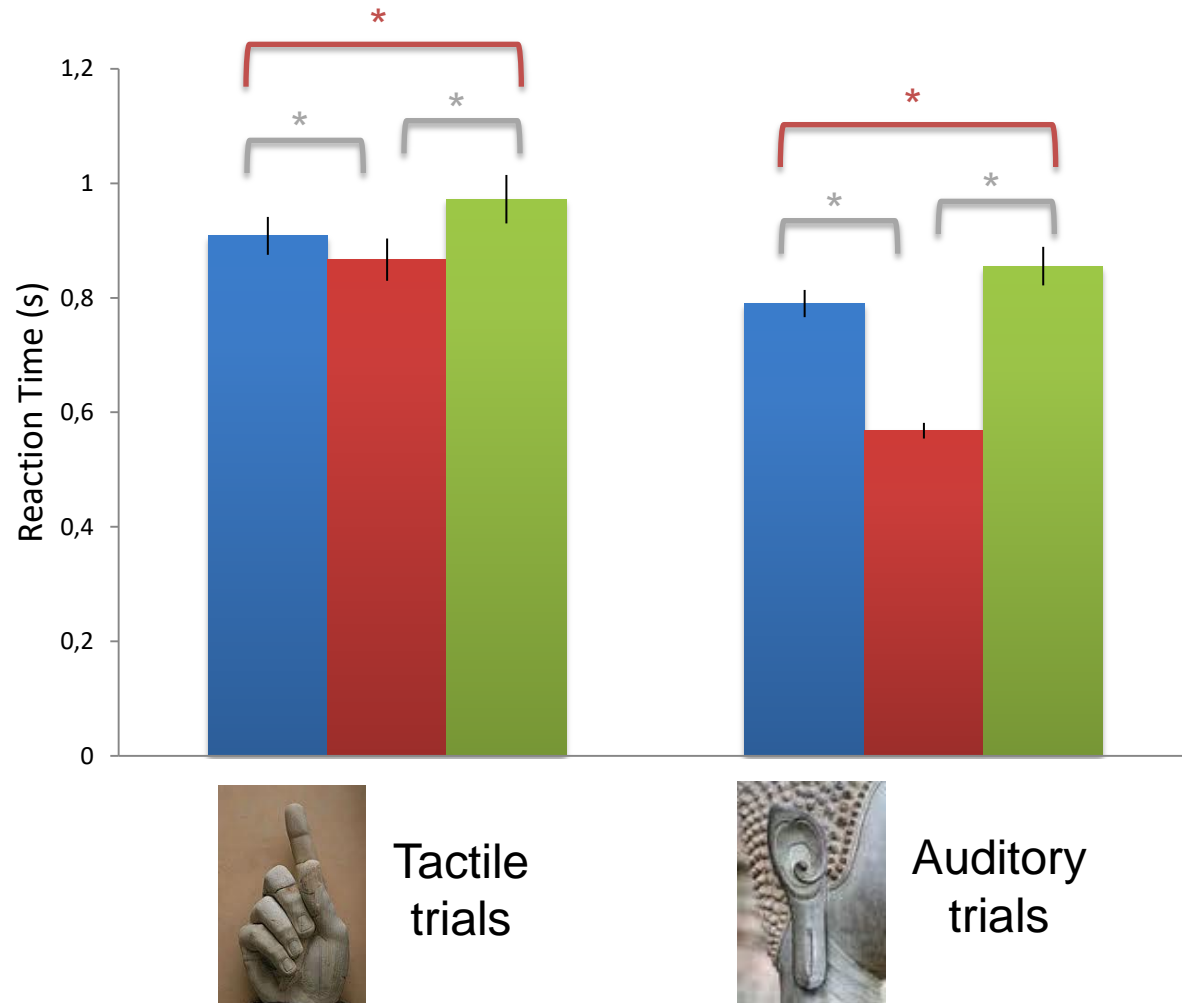 *
*
*
*
*
*
1,2
1
0,8
0,6
0,4
0,2
0
Reaction Time (s)
Tactile
trials
Auditory
trials